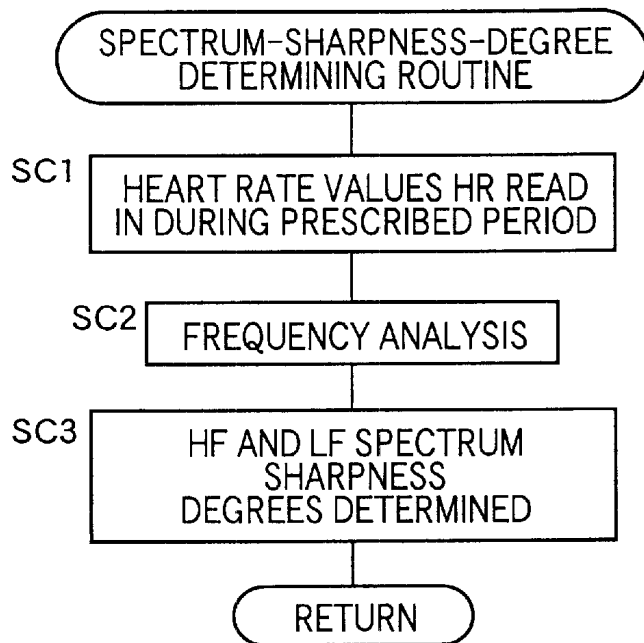 SPECTRUM-SHARPNESS-DEGREE
DETERMINING ROUTINE
SC1
HEART RATE VALUES HR READ
IN DURING PRESCRIBED PERIOD
SC2
FREQUENCY ANALYSIS
SC3
HF AND LF SPECTRUM
SHARPNESS
DEGREES DETERMINED
RETURN